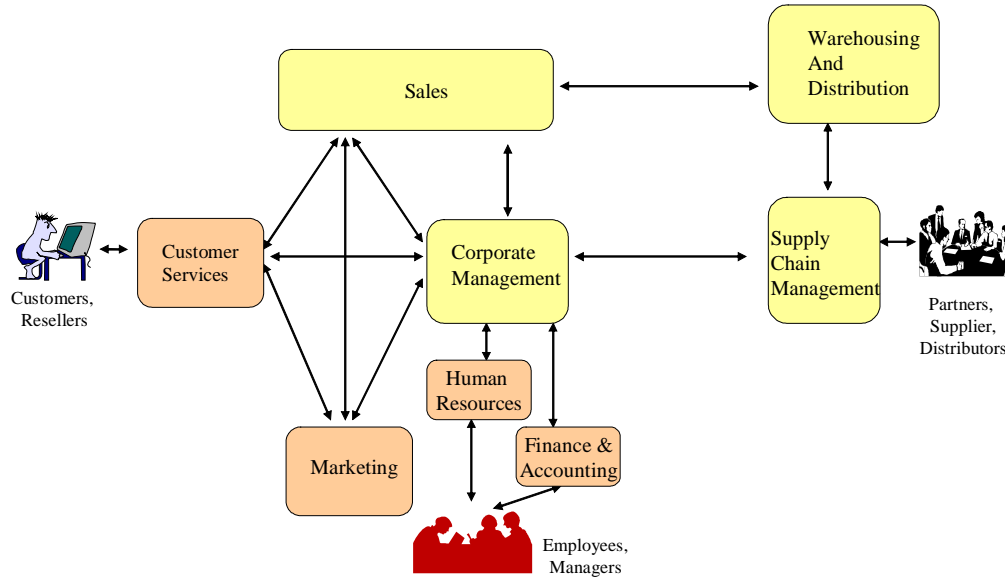 Sales
Warehousing
And
Distribution
Customer
Services
Corporate
Management
Supply
Chain
Management
Customers,
Resellers
Partners,
Supplier,
Distributors
Human
Resources
Marketing
Finance &
Accounting
Employees,
Managers